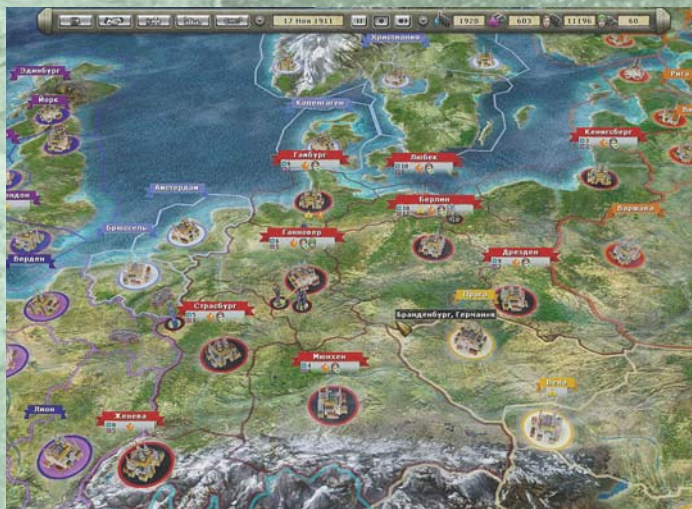 17 Ноя 1911
1920
603
11196
60
Христиания
Эдинбург
Рига
Йорк
Копенгаген
Гамбург
Любек
Кенигсберг
Амстердам
Берлин
Варшава
Брюссель
Ганновер
Дрезден
Верден
Прага
Страсбург
Бранденбург, Германия
Мюнхен
Вена
Лион
Женева